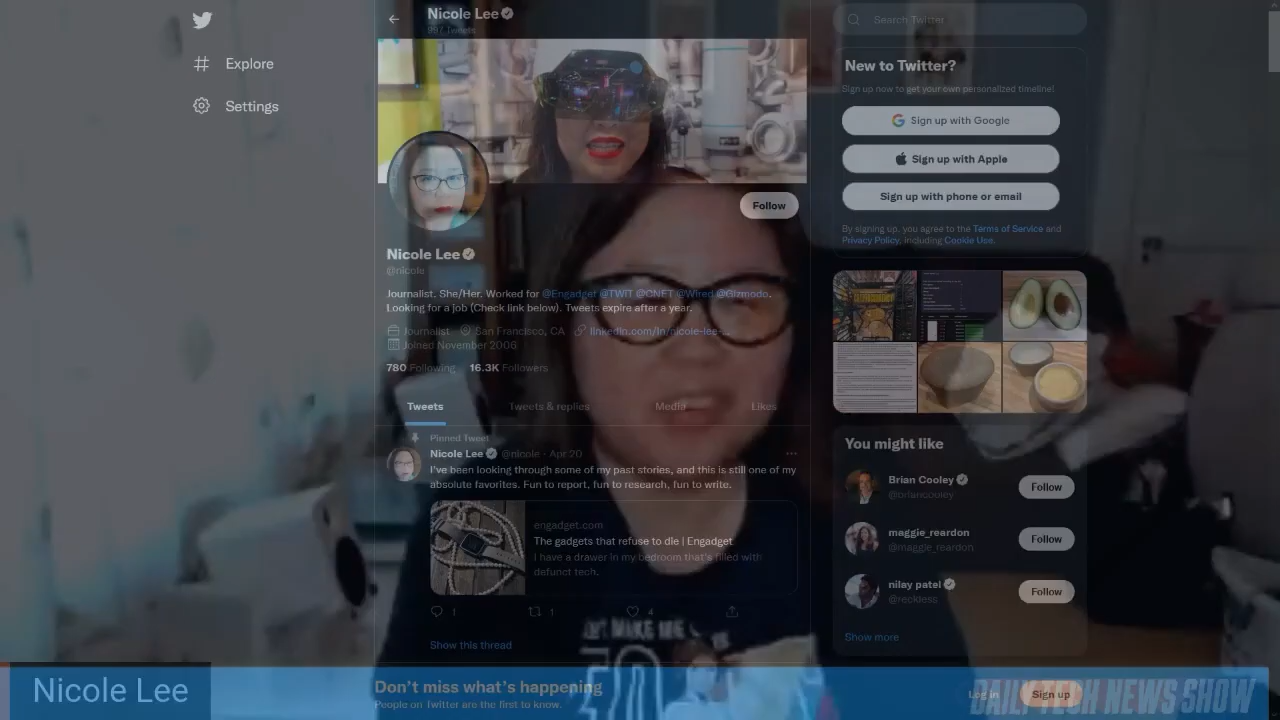 Explore
Settings
Nicole Lee
997 Tweets
Follow
Nicole Lee
@nicole
Journalist. She/Her. Worked for @Engadget @TWIT @CNET @Wired @Gizmodo.
Looking for a job (Check link below). Tweets expire after a year.
Journalist San Francisco, CA linkedin.com/in/nicole-lee-...
Joined November 2006
780 Following 16.3K Followers
Tweets Tweets & replies Media Likes
Pinned Tweet
Nicole Lee @nicole · Apr 20
I've been looking through some of my past stories, and this is still one of my
absolute favorites. Fun to report, fun to research, fun to write.
engadget.com
The gadgets that refuse to die | Engadget
I have a drawer in my bedroom that's filled with
defunct tech.
1 1 4
Show this thread
Search Twitter
New to Twitter?
Sign up now to get your own personalized timeline!
Sign up with Google
Sign up with Apple
Sign up with phone or email
By signing up, you agree to the Terms of Service and
Privacy Policy, including Cookie Use.
You might like
Brian Cooley
@briancooley
Follow
maggie_reardon
@maggie_reardon
Follow
nilay patel
@reckless
Follow
Show more
MAKE ME
Nicole Lee
Don't miss what's happening
People on Twitter are the first to know.
Log in
Sign up
DAILY TECH NEWS SHOW